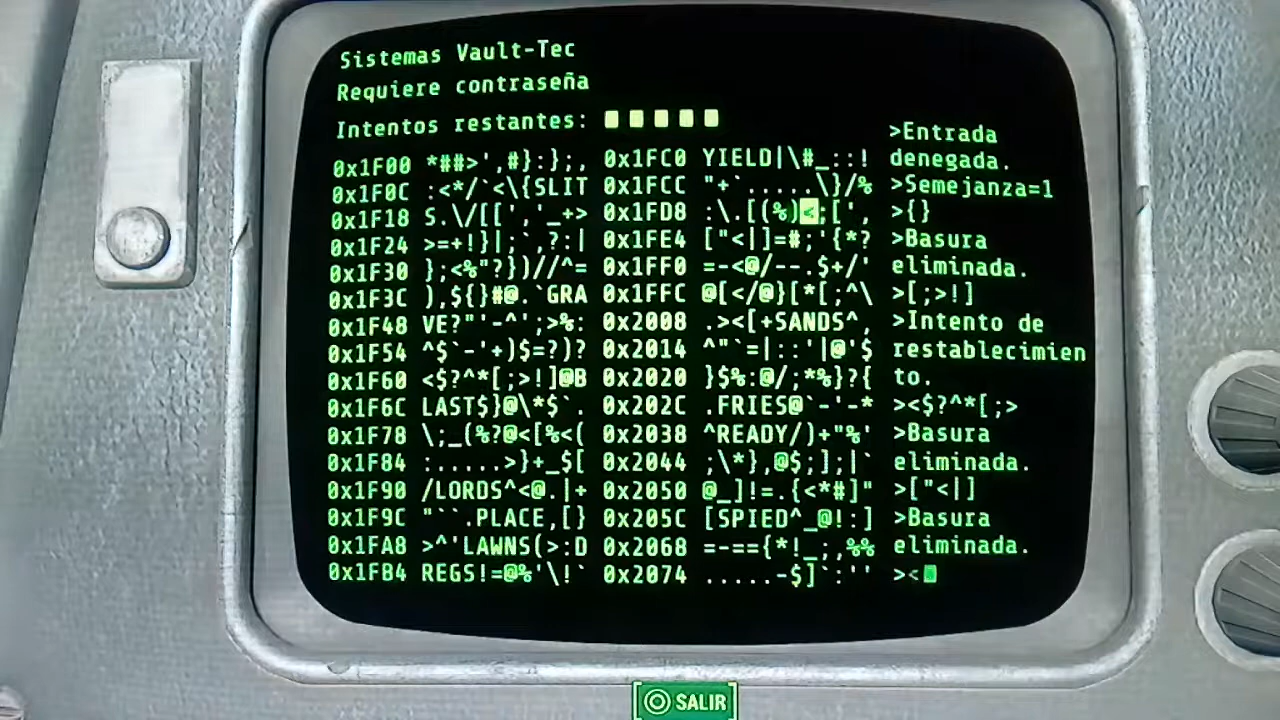 Sistemas Vault-Tec
Requiere contraseña
Intentos restantes:
0x1F00 *##>',#}:};,
0x1F0C :<*/`<\{SLIT
0x1F18 S.\/[[','_+>
0x1F24 >=+!}|;`,?:|
0x1F30 };<%"?})//^=
0x1F3C ),${}#@.`GRA
0x1F48 VE?"'-^';>%:
0x1F54 ^$`-'+)$=?)?
0x1F60 <$?^*[;>!]@B
0x1F6C LAST$}@\*$`.
0x1F78 \;_(%?@<[%<(
0x1F84 :.....>}+_$[
0x1F90 /LORDS^<@.|+
0x1F9C "``.PLACE,[}
0x1FA8 >^'LAWNS(>:D
0x1FB4 REGS!=@%'\!`
0x1FC0 YIELD|\#_::!
0x1FCC "+`.....\}/%
0x1FD8 :\.[(%)<;[',
0x1FE4 ["<|]=#;'{*?
0x1FF0 =-<@/--.$+/'
0x1FFC @[</@}[*[;^\
0x2008 .><[+SANDS^,
0x2014 ^"`=|::'|@'$
0x2020 }$%:@/;*%}?{
0x202C .FRIES@`-'-*
0x2038 ^READY/)+"%'
0x2044 ;\*},@$;];|`
0x2050 @_]!=.{<*#]"
0x205C [SPIED^_@!:]
0x2068 =-=={*!_;,%%
0x2074 .....-$]`:''
>Entrada
denegada.
>Semejanza=1
>{}
>Basura
eliminada.
>[;>!]
>Intento de
restablecimien
to.
><$?^*[;>
>Basura
eliminada.
>["<|]
>Basura
eliminada.
><
SALIR